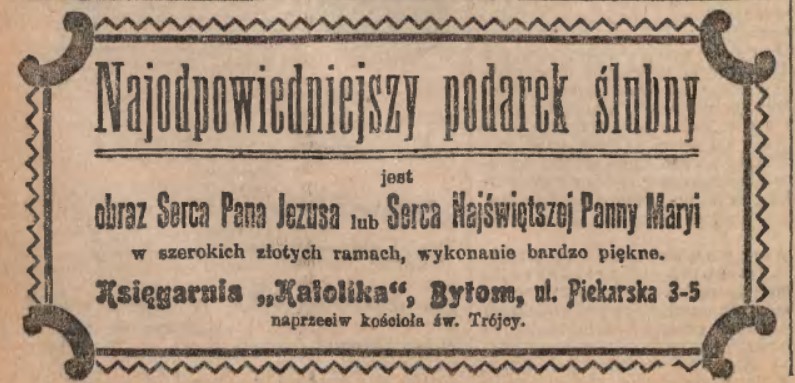 Najodpowiedniejszy podarek ślubny
jest
obraz Serca Pana Jezusa lub Serca Najświętszej Panny Maryi
w szerokich złotych ramach, wykonanie bardzo piękne.
Księgarnia „Katolika“, Bytom, ul. Piekarska 3-5
naprzeciw kościoła św. Trójcy.